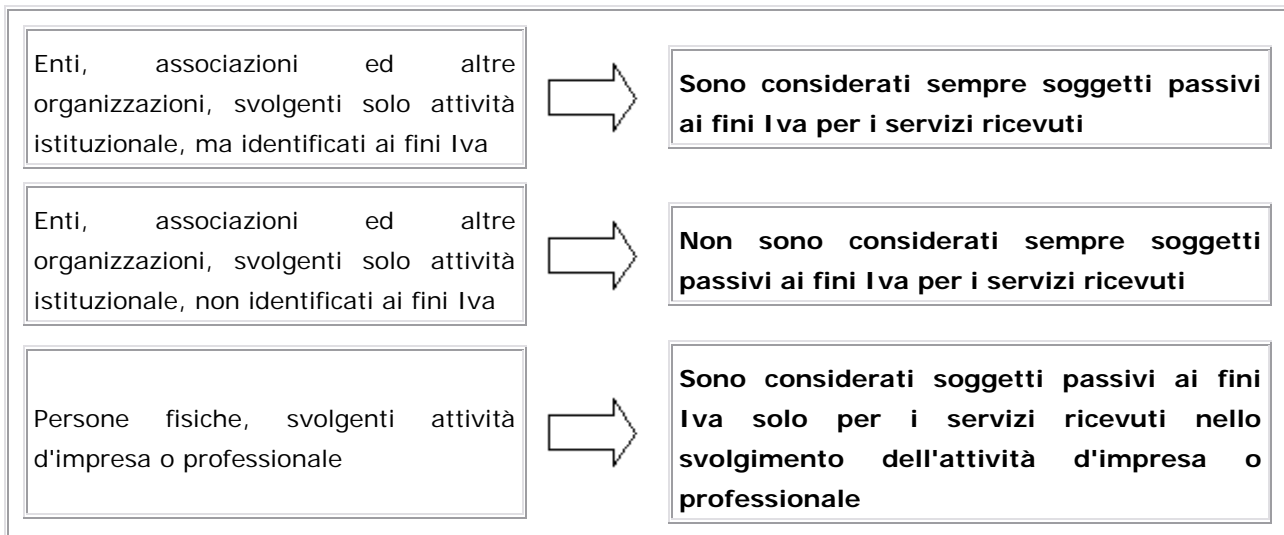 Enti, associazioni ed altre
organizzazioni, svolgenti solo attività
istituzionale, ma identificati ai fini Iva
Sono considerati sempre soggetti passivi
ai fini Iva per i servizi ricevuti
Enti, associazioni ed altre
organizzazioni, svolgenti solo attività
istituzionale, non identificati ai fini Iva
Non sono considerati sempre soggetti
passivi ai fini Iva per i servizi ricevuti
Persone fisiche, svolgenti attività
d'impresa o professionale
Sono considerati soggetti passivi ai fini
Iva solo per i servizi ricevuti nello
svolgimento dell'attività d'impresa o
professionale